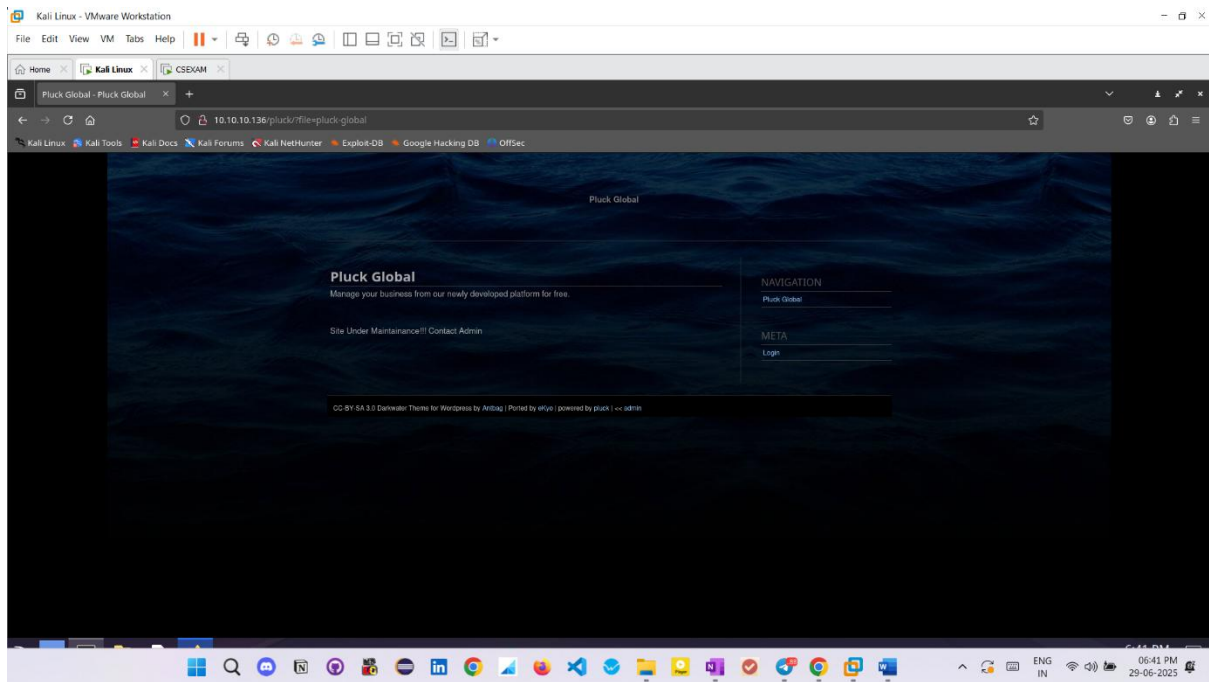 Kali Linux - VMware Workstation
File Edit View VM Tabs Help
Home Kali Linux CSEXAM
Pluck Global - Pluck Global
10.10.10.136/pluck/?file=pluck-global
Kali Linux Kali Tools Kali Docs Kali Forums Kali NetHunter Exploit-DB Google Hacking DB OffSec
Pluck Global
Pluck Global
Manage your business from our newly developed platform for free.
Site Under Maintainance!!! Contact Admin
NAVIGATION
Pluck Global
META
Login
CC-BY-SA 3.0 Darkwater Theme for Wordpress by Antbag | Ported by eKyo | powered by pluck | << admin
ENG
IN
06:41 PM
29-06-2025